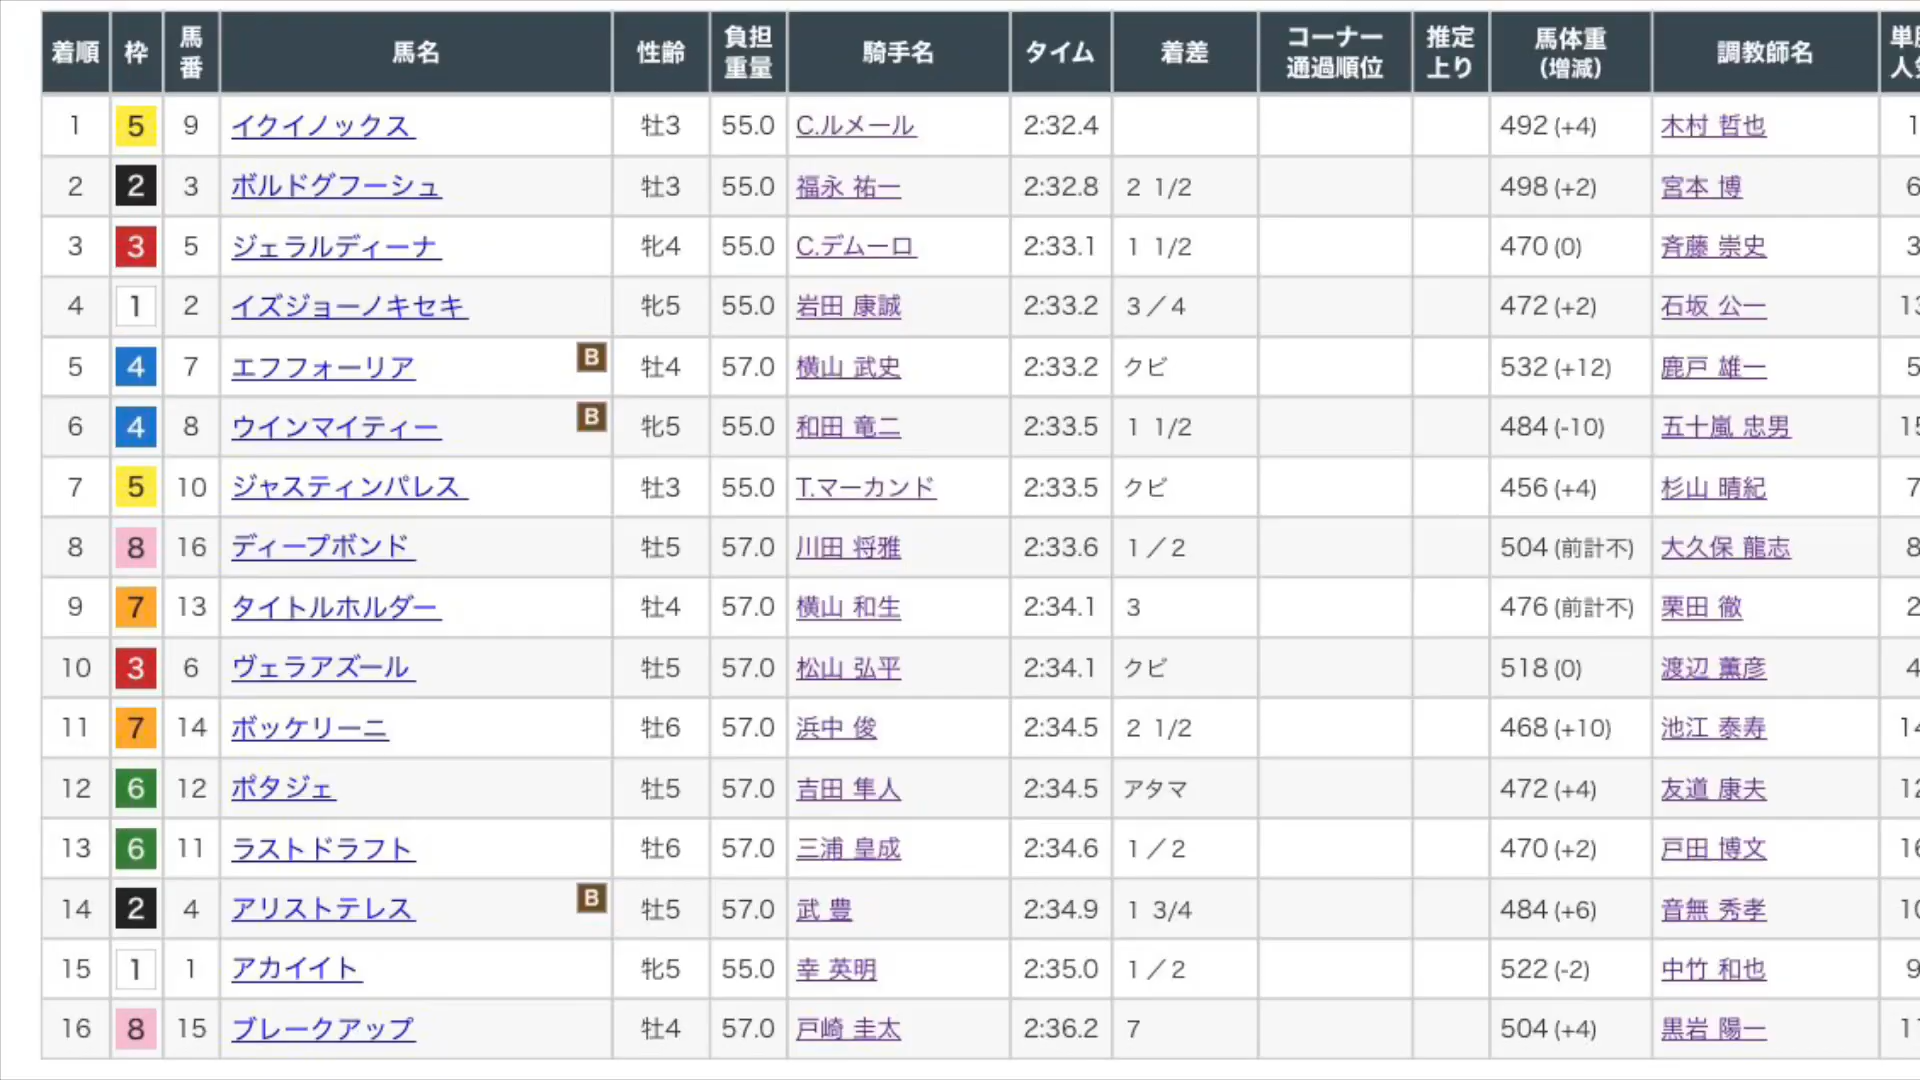 着順 枠 馬番 馬名 性齢 負担重量 騎手名 タイム 着差 コーナー通過順位 推定上り 馬体重(増減) 調教師名
1 5 9 イクイノックス 牡3 55.0 C.ルメール 2:32.4 492 (+4) 木村 哲也
2 2 3 ボルドグフーシュ 牡3 55.0 福永 祐一 2:32.8 2 1/2 498 (+2) 宮本 博 6
3 3 5 ジェラルディーナ 牝4 55.0 C.デムーロ 2:33.1 1 1/2 470 (0) 斉藤 崇史 3
4 1 2 イズジョーノキセキ 牝5 55.0 岩田 康誠 2:33.2 3／4 472 (+2) 石坂 公一 13
5 4 7 エフフォーリア B 牡4 57.0 横山 武史 2:33.2 クビ 532 (+12) 鹿戸 雄一 5
6 4 8 ウインマイティー B 牝5 55.0 和田 竜二 2:33.5 1 1/2 484 (-10) 五十嵐 忠男 15
7 5 10 ジャスティンパレス 牡3 55.0 T.マーカンド 2:33.5 クビ 456 (+4) 杉山 晴紀 7
8 8 16 ディープボンド 牡5 57.0 川田 将雅 2:33.6 1／2 504 (前計不) 大久保 龍志 8
9 7 13 タイトルホルダー 牡4 57.0 横山 和生 2:34.1 3 476 (前計不) 栗田 徹 2
10 3 6 ヴェラアズール 牡5 57.0 松山 弘平 2:34.1 クビ 518 (0) 渡辺 薫彦 4
11 7 14 ボッケリーニ 牡6 57.0 浜中 俊 2:34.5 2 1/2 468 (+10) 池江 泰寿 14
12 6 12 ポタジェ 牡5 57.0 吉田 隼人 2:34.5 アタマ 472 (+4) 友道 康夫 12
13 6 11 ラストドラフト 牡6 57.0 三浦 皇成 2:34.6 1／2 470 (+2) 戸田 博文 16
14 2 4 アリストテレス B 牡5 57.0 武 豊 2:34.9 1 3/4 484 (+6) 音無 秀孝 10
15 1 1 アカイイト 牝5 55.0 幸 英明 2:35.0 1／2 522 (-2) 中竹 和也 9
16 8 15 ブレークアップ 牡4 57.0 戸崎 圭太 2:36.2 7 504 (+4) 黒岩 陽一 11